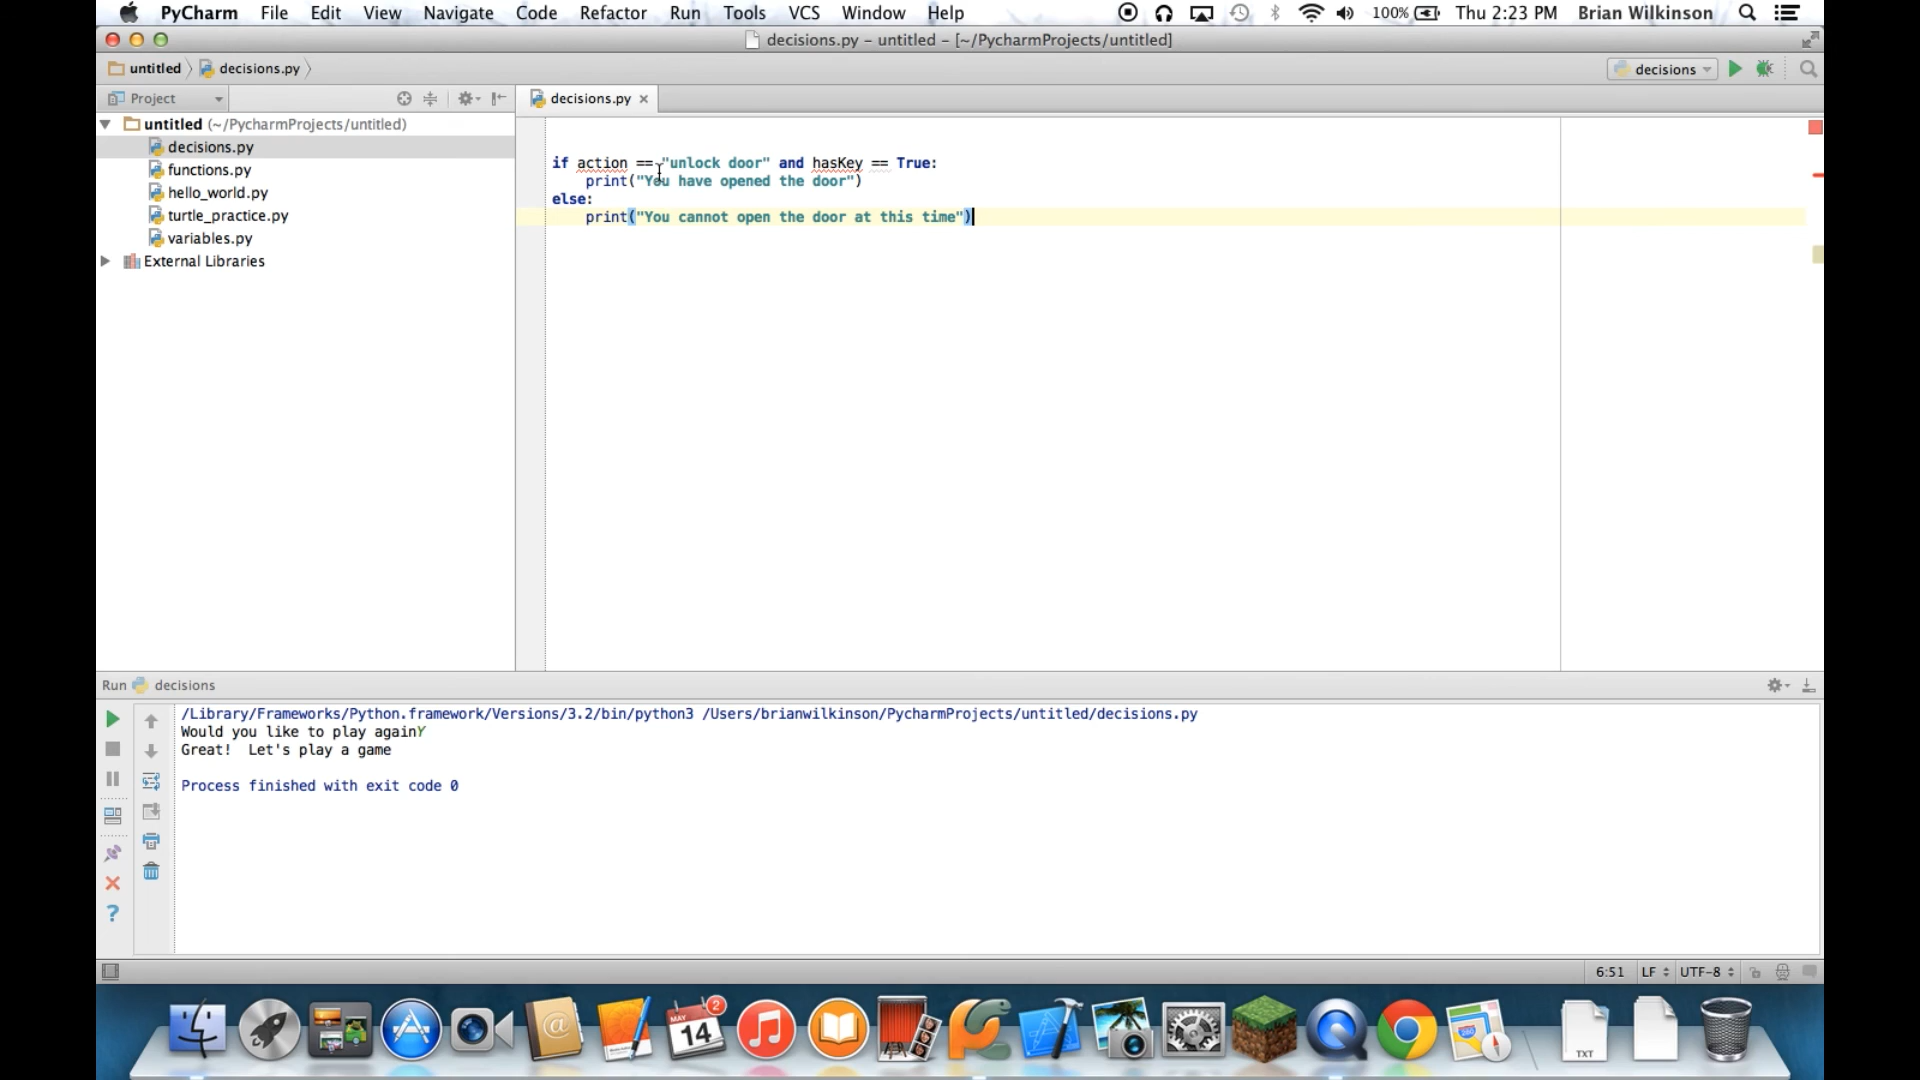 PyCharm File Edit View Navigate Code Refactor Run Tools VCS Window Help 100% Thu 2:23 PM Brian Wilkinson
decisions.py – untitled – [~/PycharmProjects/untitled]
untitled decisions.py decisions
Project decisions.py
untitled (~/PycharmProjects/untitled)
decisions.py
functions.py
hello_world.py
turtle_practice.py
variables.py
External Libraries
if action == "unlock door" and hasKey == True:
print("You have opened the door")
else:
print("You cannot open the door at this time")
Run decisions
/Library/Frameworks/Python.framework/Versions/3.2/bin/python3 /Users/brianwilkinson/PycharmProjects/untitled/decisions.py
Would you like to play againY
Great!  Let's play a game
Process finished with exit code 0
6:51 LF UTF-8
MAY
14
2
TXT